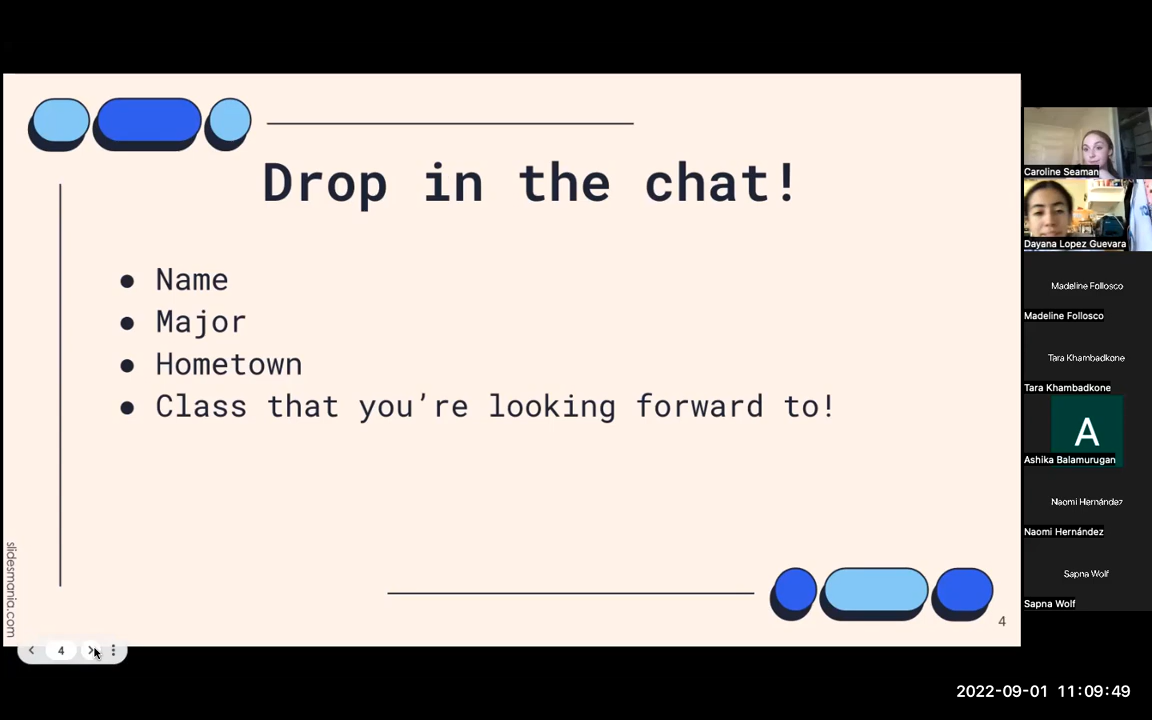 Drop in the chat!
● Name
● Major
● Hometown
● Class that you’re looking forward to!
slidesmania.com
4
4
Caroline Seaman
Dayana Lopez Guevara
Madeline Follosco
Madeline Follosco
Tara Khambadkone
Tara Khambadkone
A
Ashika Balamurugan
Naomi Hernández
Naomi Hernández
Sapna Wolf
Sapna Wolf
2022-09-01 11:09:49